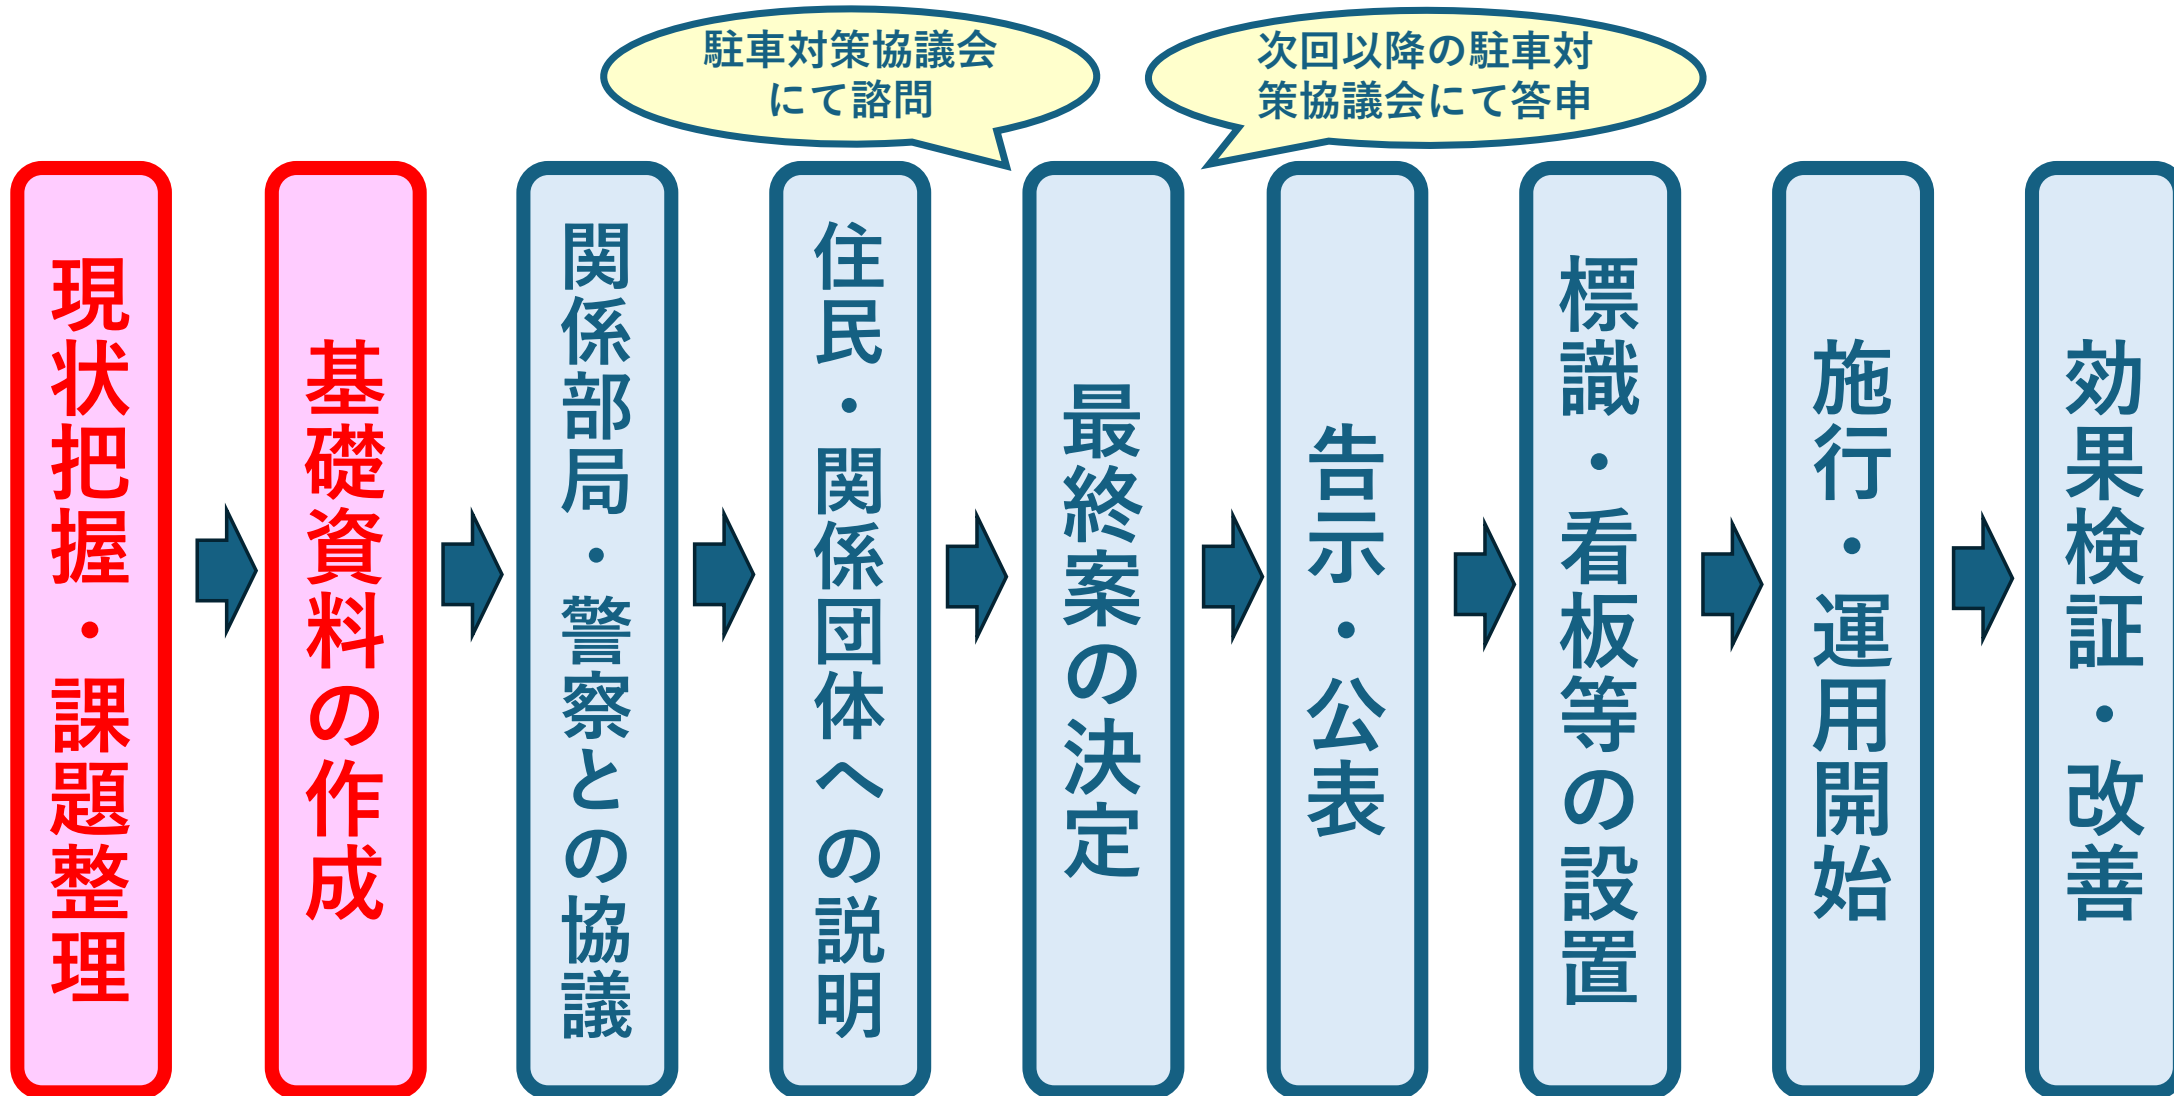 駐車対策協議会
にて諮問
次回以降の駐車対
策協議会にて答申
現状把握・課題整理
基礎資料の作成
関係部局・警察との協議
住民・関係団体への説明
最終案の決定
告示・公表
標識・看板等の設置
施行・運用開始
効果検証・改善